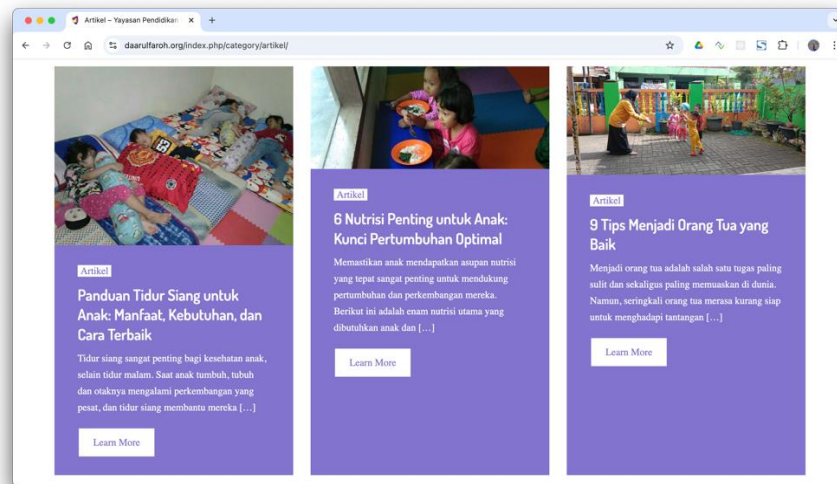 Artikel – Yayasan Pendidikan
daarulfaroh.org/index.php/category/artikel/
Artikel
Panduan Tidur Siang untuk
Anak: Manfaat, Kebutuhan, dan
Cara Terbaik
Tidur siang sangat penting bagi kesehatan anak,
selain tidur malam. Saat anak tumbuh, tubuh
dan otaknya mengalami perkembangan yang
pesat, dan tidur siang membantu mereka […]
Learn More
Artikel
6 Nutrisi Penting untuk Anak:
Kunci Pertumbuhan Optimal
Memastikan anak mendapatkan asupan nutrisi
yang tepat sangat penting untuk mendukung
pertumbuhan dan perkembangan mereka.
Berikut ini adalah enam nutrisi utama yang
dibutuhkan anak dan […]
Learn More
Artikel
9 Tips Menjadi Orang Tua yang
Baik
Menjadi orang tua adalah salah satu tugas paling
sulit dan sekaligus paling memuaskan di dunia.
Namun, seringkali orang tua merasa kurang siap
untuk menghadapi tantangan […]
Learn More